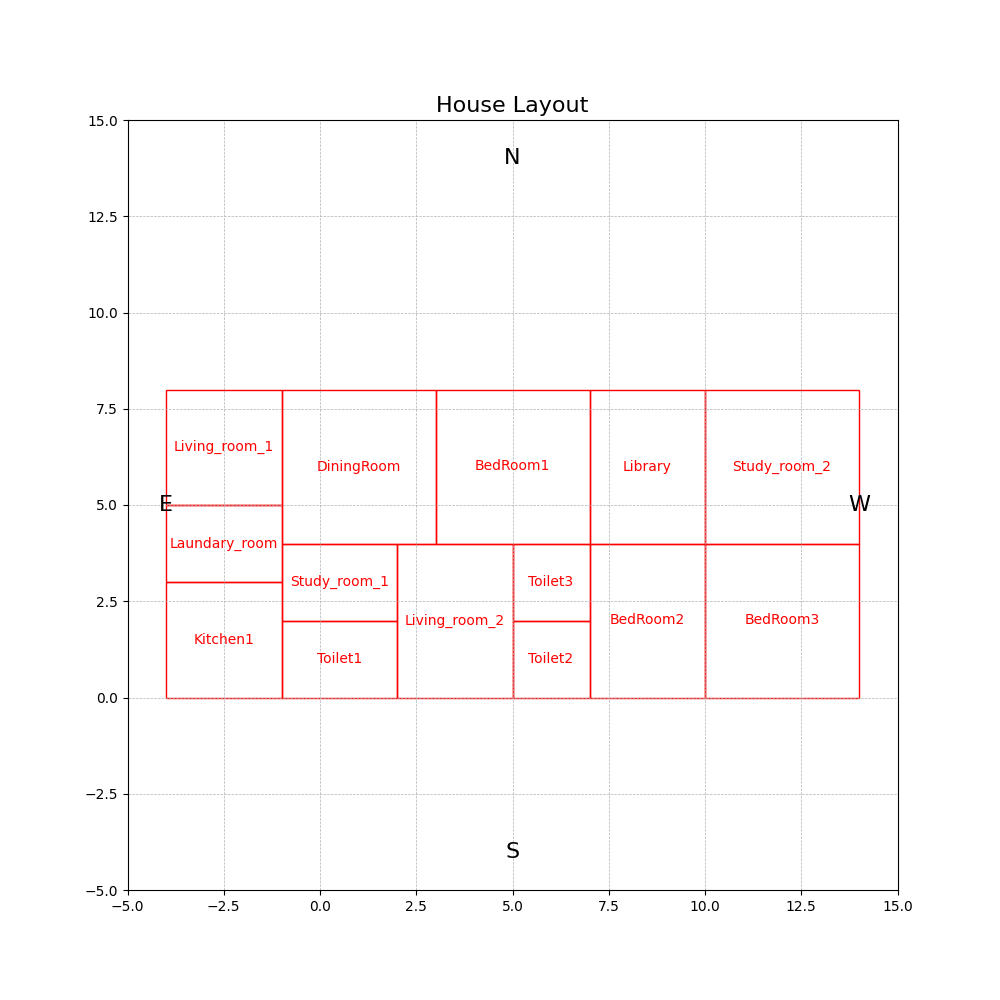 House Layout
15.0
N
12.5
10.0
7.5
Living_room_1
DiningRoom
BedRoom1
Library
Study_room_2
5.0
E
W
Laundary_room
Study_room_1
Toilet3
2.5
Kitchen1
Living_room_2
BedRoom2
BedRoom3
Toilet1
Toilet2
0.0
−2.5
S
−5.0
−5.0 −2.5 0.0 2.5 5.0 7.5 10.0 12.5 15.0